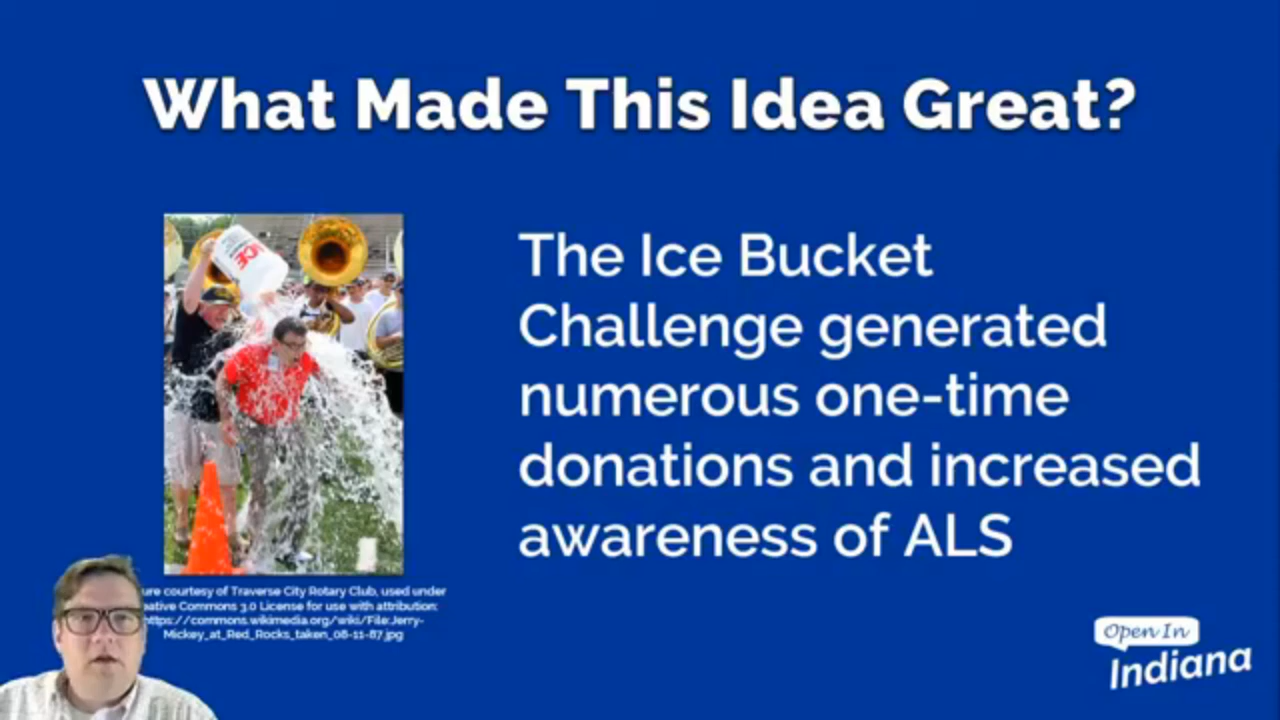 What Made This Idea Great?
The Ice Bucket
Challenge generated
numerous one-time
donations and increased
awareness of ALS
courtesy of Traverse City Rotary Club, used under
Commons 3.0 License for use with attribution:
https://commons.wikimedia.org/wiki/File:Jerry-
Mickey_at_Red_Rocks_taken_08-11-87.jpg
Open In
Indiana